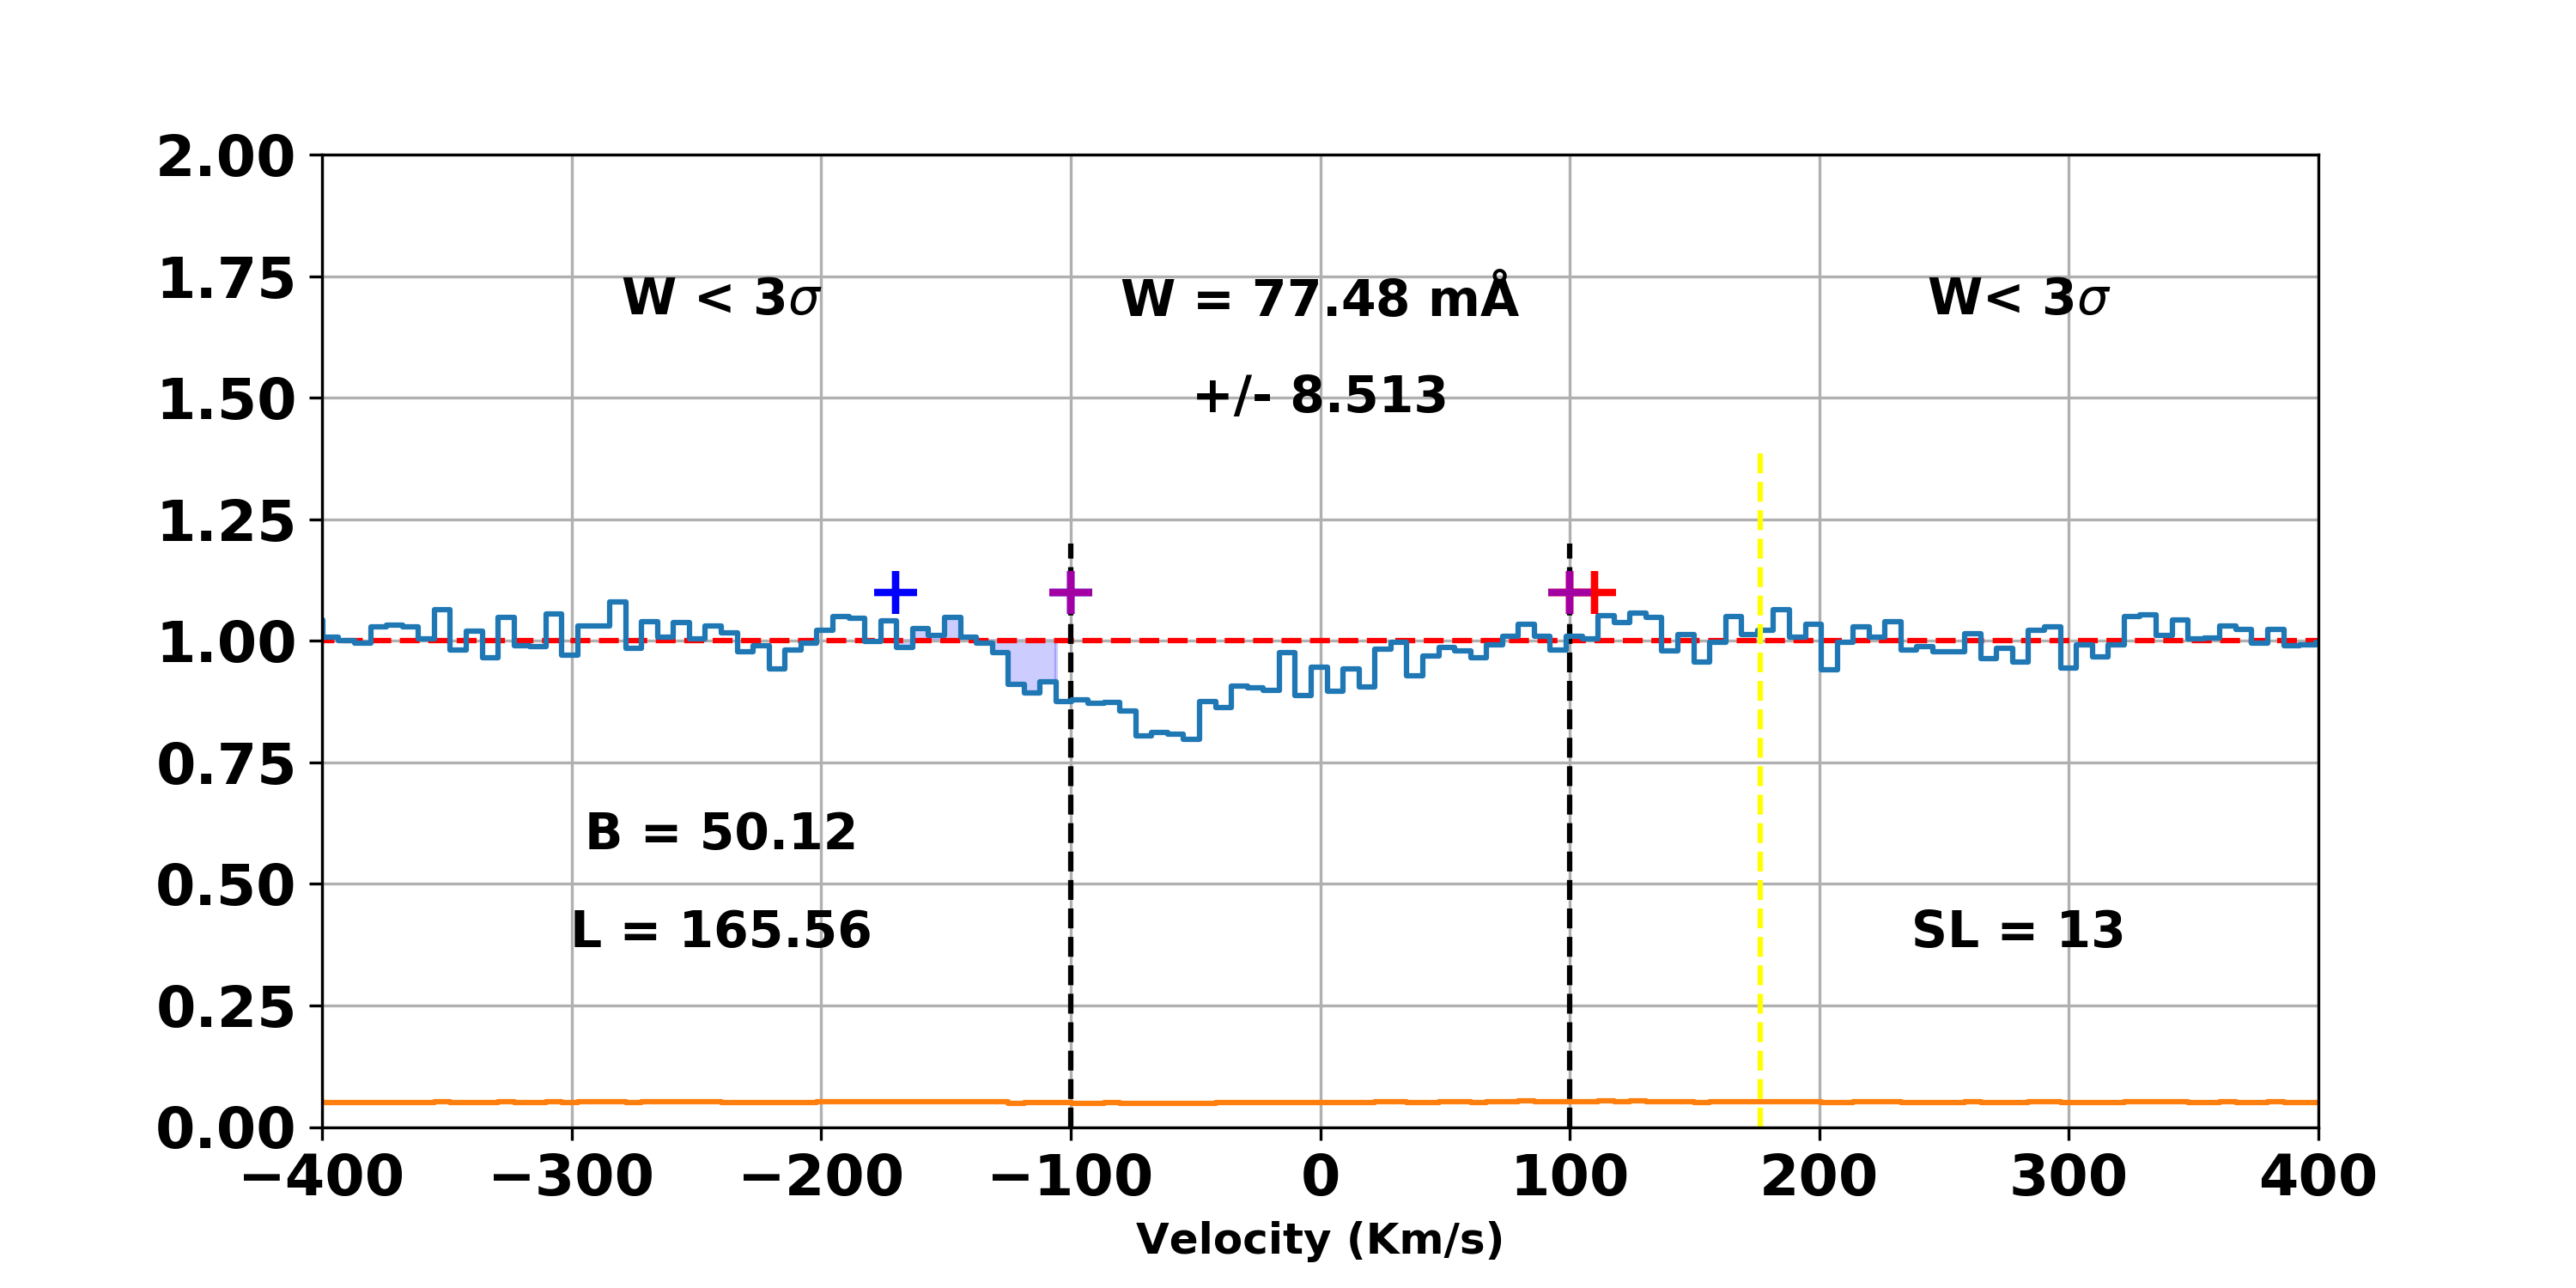 2.00
1.75
1.50
1.25
1.00
0.75
0.50
0.25
0.00
W < 3σ
W = 77.48 mÅ
W< 3σ
+/- 8.513
B = 50.12
L = 165.56
SL = 13
−400 −300 −200 −100 0 100 200 300 400
Velocity (Km/s)